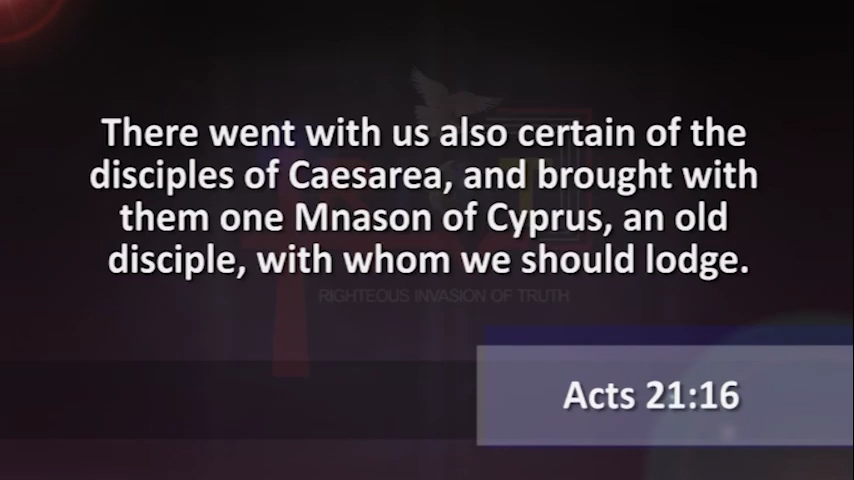 There went with us also certain of the
disciples of Caesarea, and brought with
them one Mnason of Cyprus, an old
disciple, with whom we should lodge.
RIGHTEOUS INVASION OF TRUTH
Acts 21:16